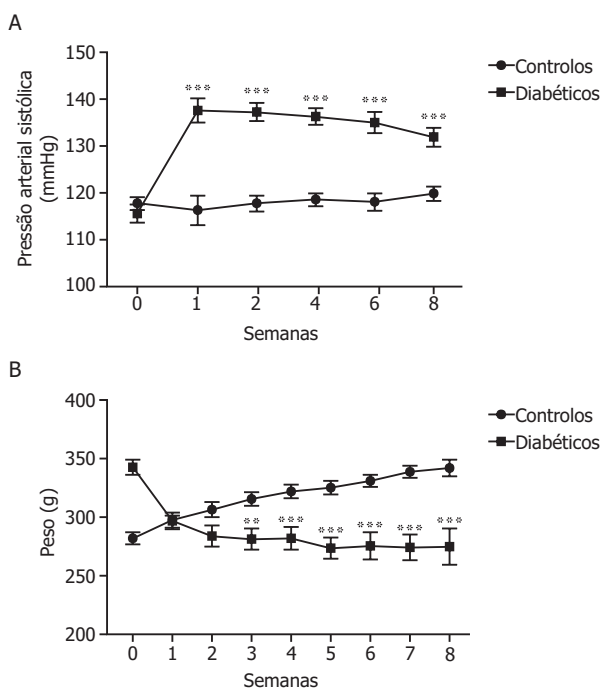 A
150
140
130
120
110
100
Pressão arterial sistólica
(mmHg)
*** *** *** *** ***
Controlos
Diabéticos
0 1 2 4 6 8
Semanas
B
400
350
300
250
200
Peso (g)
** *** *** *** *** ***
Controlos
Diabéticos
0 1 2 3 4 5 6 7 8
Semanas